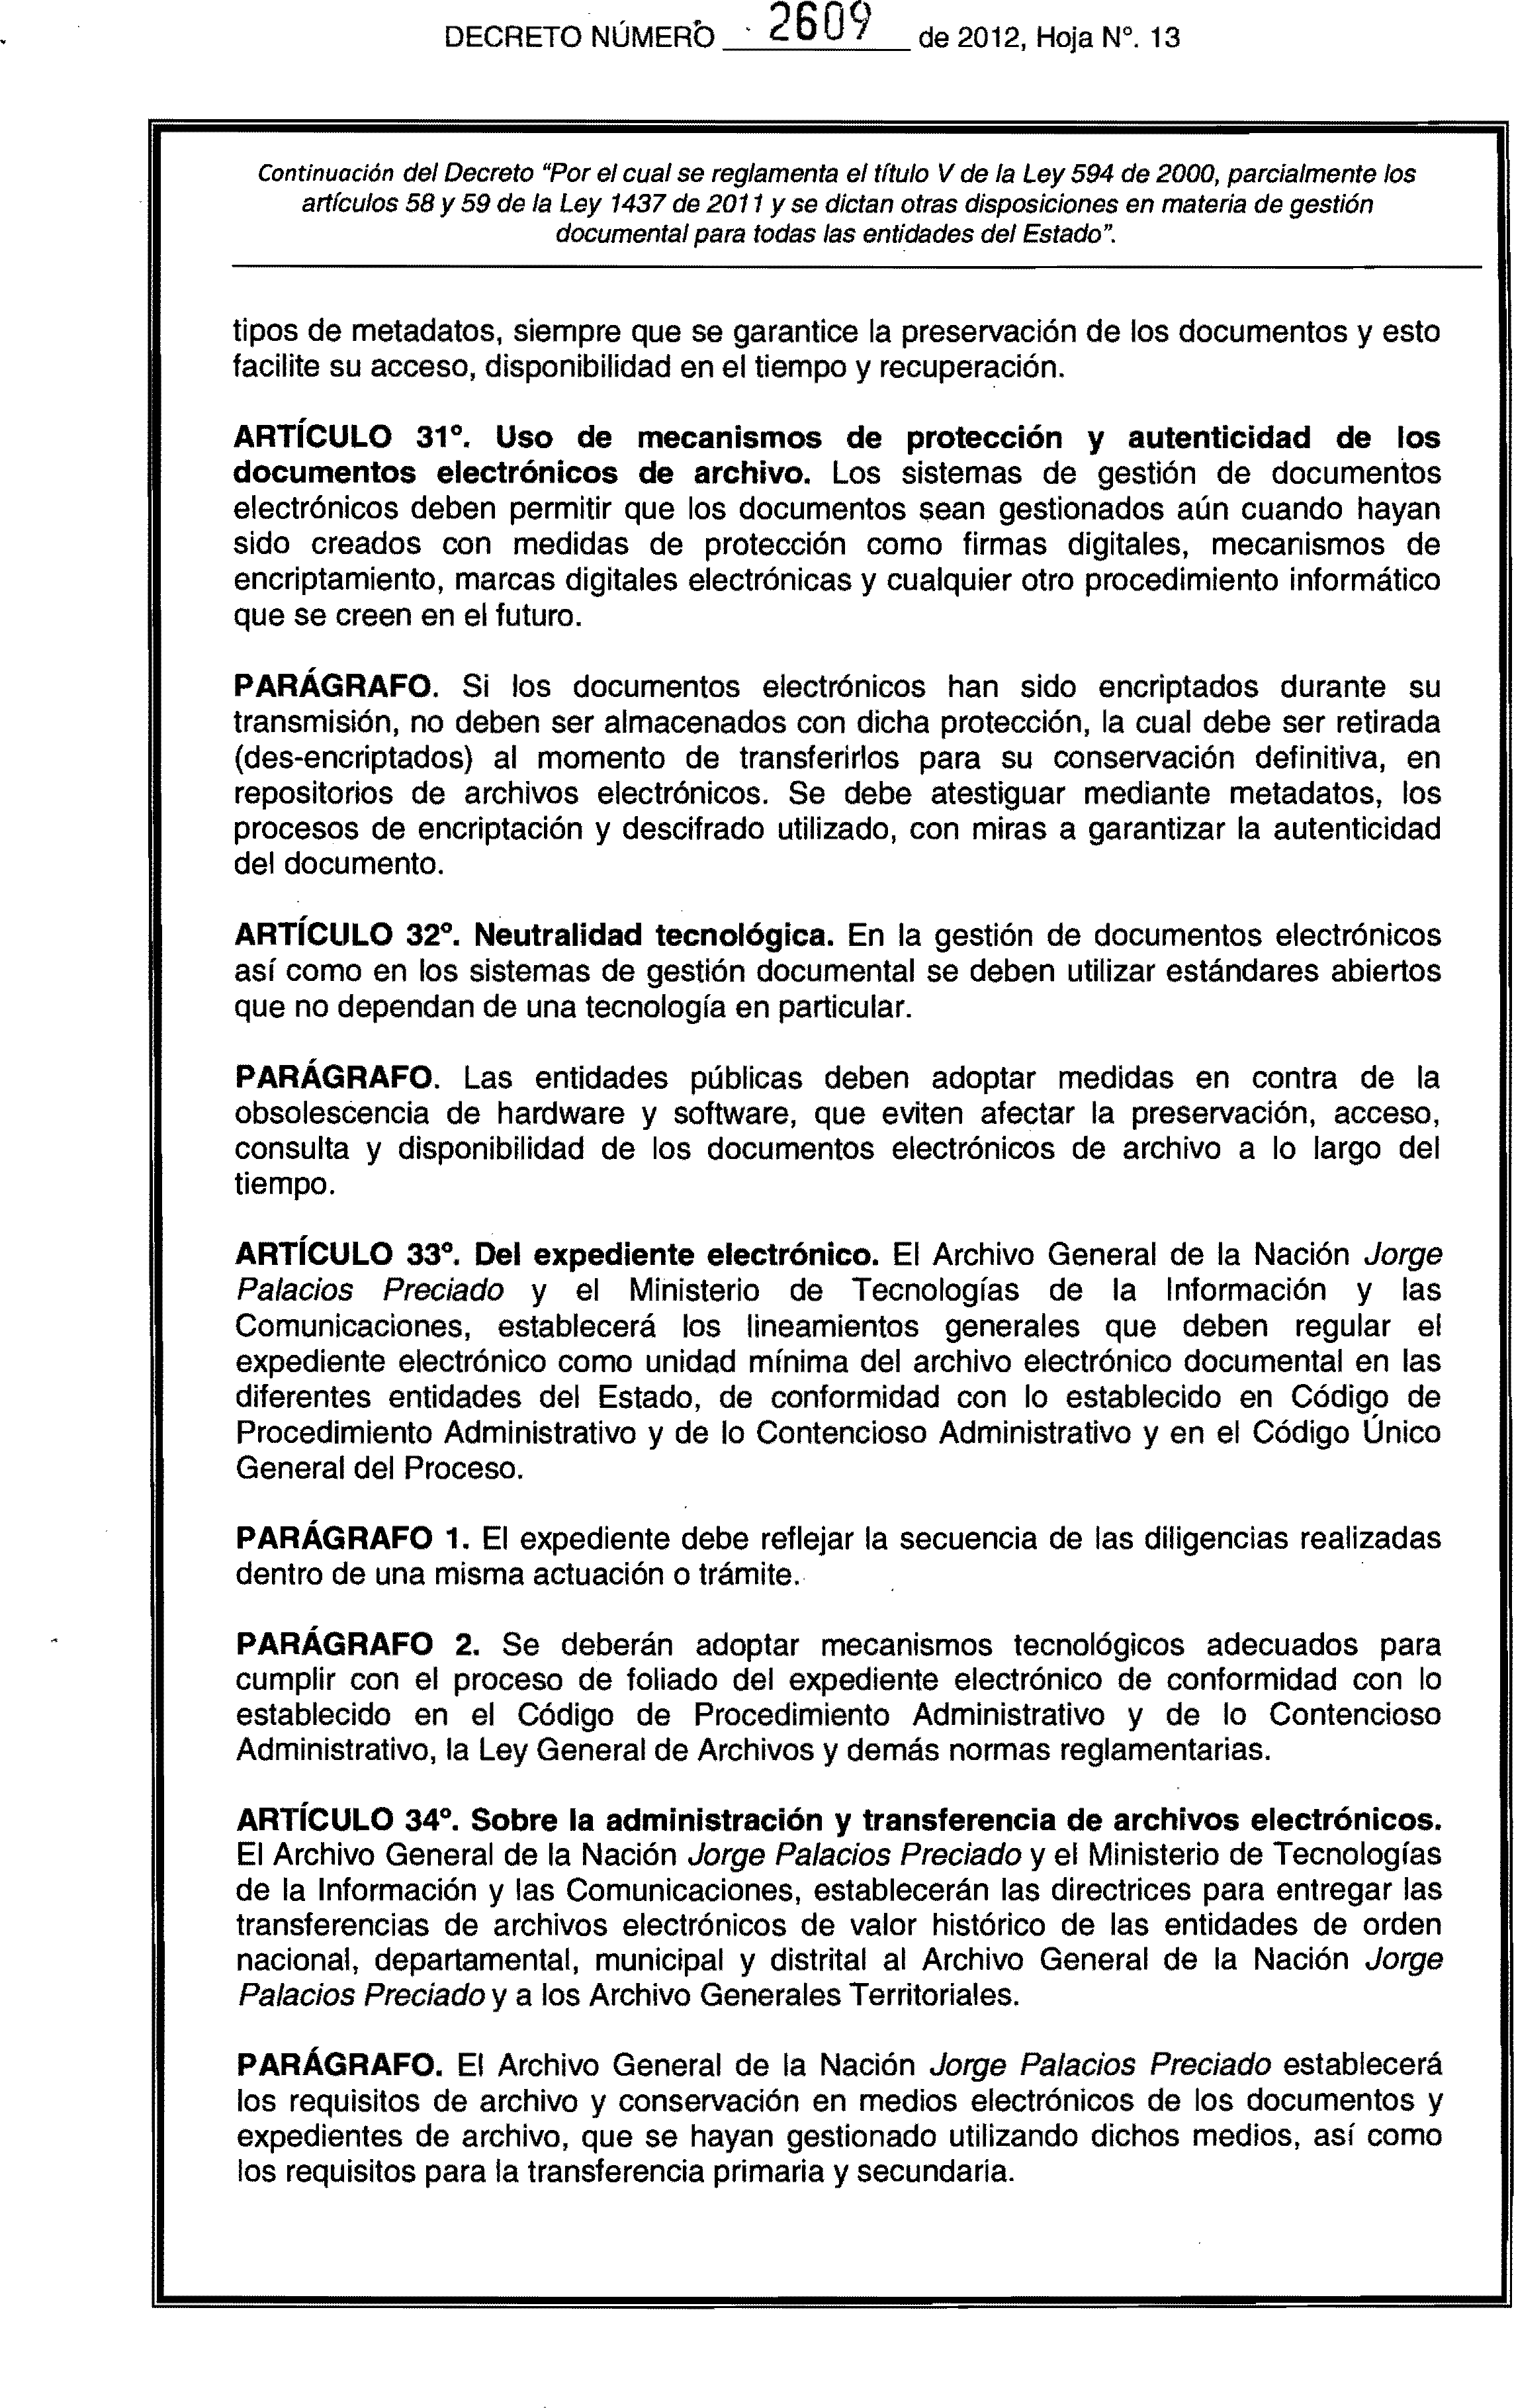 DECRETO NÚMERO 2609 de 2012, Hoja Nº. 13
Continuación del Decreto "Por el cual se reglamenta el título V de la Ley 594 de 2000, parcialmente los
artículos 58 y 59 de la Ley 1437 de 2011 y se dictan otras disposiciones en materia de gestión
documental para todas las entidades del Estado".
tipos de metadatos, siempre que se garantice la preservación de los documentos y esto
facilite su acceso, disponibilidad en el tiempo y recuperación.
ARTÍCULO 31º. Uso de mecanismos de protección y autenticidad de los
documentos electrónicos de archivo. Los sistemas de gestión de documentos
electrónicos deben permitir que los documentos sean gestionados aún cuando hayan
sido creados con medidas de protección como firmas digitales, mecanismos de
encriptamiento, marcas digitales electrónicas y cualquier otro procedimiento informático
que se creen en el futuro.
PARÁGRAFO. Si los documentos electrónicos han sido encriptados durante su
transmisión, no deben ser almacenados con dicha protección, la cual debe ser retirada
(des-encriptados) al momento de transferirlos para su conservación definitiva, en
repositorios de archivos electrónicos. Se debe atestiguar mediante metadatos, los
procesos de encriptación y descifrado utilizado, con miras a garantizar la autenticidad
del documento.
ARTÍCULO 32º. Neutralidad tecnológica. En la gestión de documentos electrónicos
así como en los sistemas de gestión documental se deben utilizar estándares abiertos
que no dependan de una tecnología en particular.
PARÁGRAFO. Las entidades públicas deben adoptar medidas en contra de la
obsolescencia de hardware y software, que eviten afectar la preservación, acceso,
consulta y disponibilidad de los documentos electrónicos de archivo a lo largo del
tiempo.
ARTÍCULO 33º. Del expediente electrónico. El Archivo General de la Nación Jorge
Palacios Preciado y el Ministerio de Tecnologías de la Información y las
Comunicaciones, establecerá los lineamientos generales que deben regular el
expediente electrónico como unidad mínima del archivo electrónico documental en las
diferentes entidades del Estado, de conformidad con lo establecido en Código de
Procedimiento Administrativo y de lo Contencioso Administrativo y en el Código Único
General del Proceso.
PARÁGRAFO 1. El expediente debe reflejar la secuencia de las diligencias realizadas
dentro de una misma actuación o trámite.
PARÁGRAFO 2. Se deberán adoptar mecanismos tecnológicos adecuados para
cumplir con el proceso de foliado del expediente electrónico de conformidad con lo
establecido en el Código de Procedimiento Administrativo y de lo Contencioso
Administrativo, la Ley General de Archivos y demás normas reglamentarias.
ARTÍCULO 34º. Sobre la administración y transferencia de archivos electrónicos.
El Archivo General de la Nación Jorge Palacios Preciado y el Ministerio de Tecnologías
de la Información y las Comunicaciones, establecerán las directrices para entregar las
transferencias de archivos electrónicos de valor histórico de las entidades de orden
nacional, departamental, municipal y distrital al Archivo General de la Nación Jorge
Palacios Preciado y a los Archivo Generales Territoriales.
PARÁGRAFO. El Archivo General de la Nación Jorge Palacios Preciado establecerá
los requisitos de archivo y conservación en medios electrónicos de los documentos y
expedientes de archivo, que se hayan gestionado utilizando dichos medios, así como
los requisitos para la transferencia primaria y secundaria.